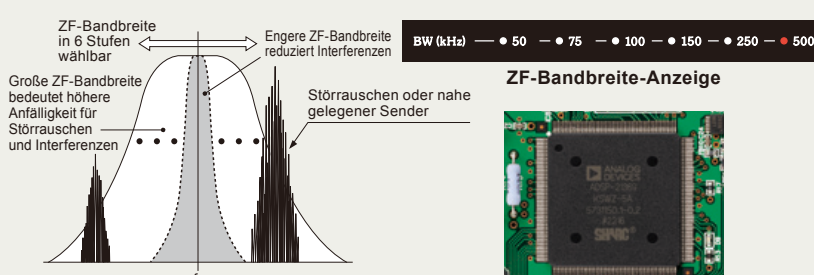 ZF-Bandbreite
in 6 Stufen
wählbar
Engere ZF-Bandbreite
reduziert Interferenzen
Große ZF-Bandbreite
bedeutet höhere
Anfälligkeit für
Störrauschen
und Interferenzen
Störrauschen oder nahe
gelegener Sender
BW (kHz) — ● 50 — ● 75 — ● 100 — ● 150 — ● 250 — ● 500
ZF-Bandbreite-Anzeige
ANALOG
DEVICES
SHARC